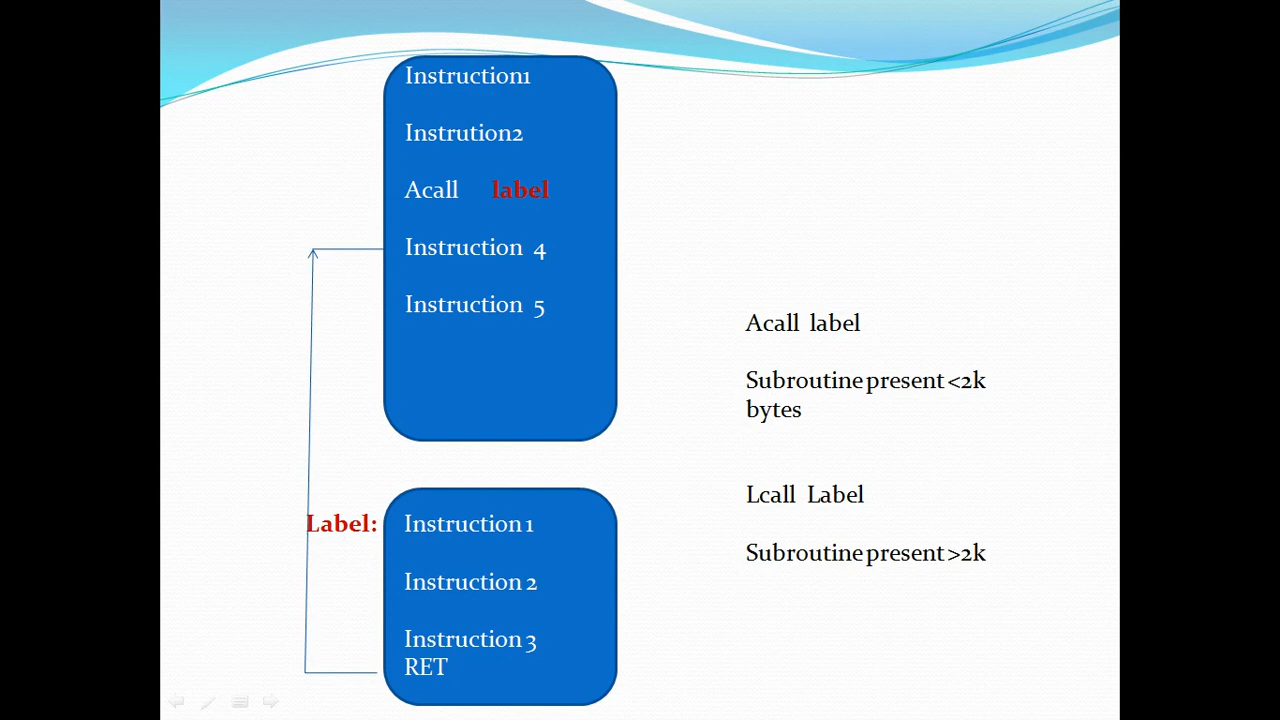 Instruction1
Instrution2
Acall label
Instruction 4
Instruction 5
Label:
Instruction 1
Instruction 2
Instruction 3
RET
Acall label
Subroutine present <2k
bytes
Lcall Label
Subroutine present >2k